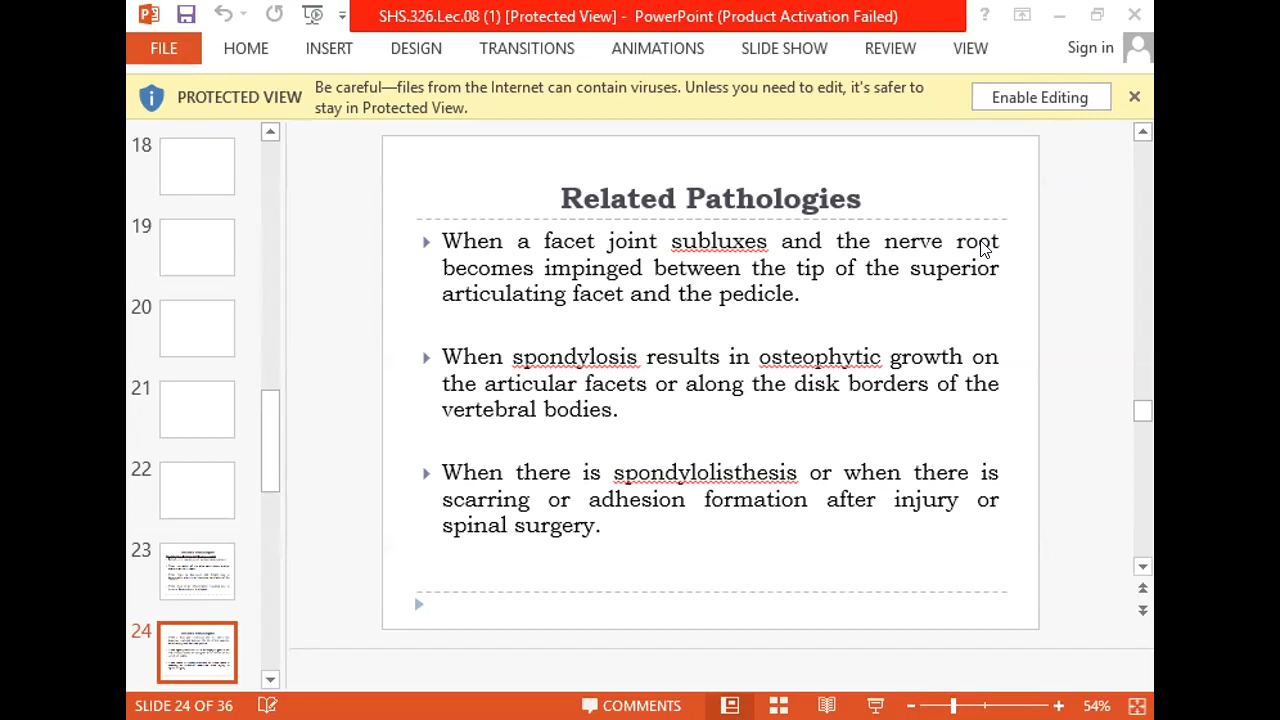 SHS.326.Lec.08 (1) [Protected View] - PowerPoint (Product Activation Failed)
FILE HOME INSERT DESIGN TRANSITIONS ANIMATIONS SLIDE SHOW REVIEW VIEW Sign in
PROTECTED VIEW Be careful—files from the Internet can contain viruses. Unless you need to edit, it's safer to
stay in Protected View.
Enable Editing
18
19
20
21
22
23
24
Related Pathologies
When a facet joint subluxes and the nerve root
becomes impinged between the tip of the superior
articulating facet and the pedicle.
When spondylosis results in osteophytic growth on
the articular facets or along the disk borders of the
vertebral bodies.
When there is spondylolisthesis or when there is
scarring or adhesion formation after injury or
spinal surgery.
SLIDE 24 OF 36 COMMENTS 54%